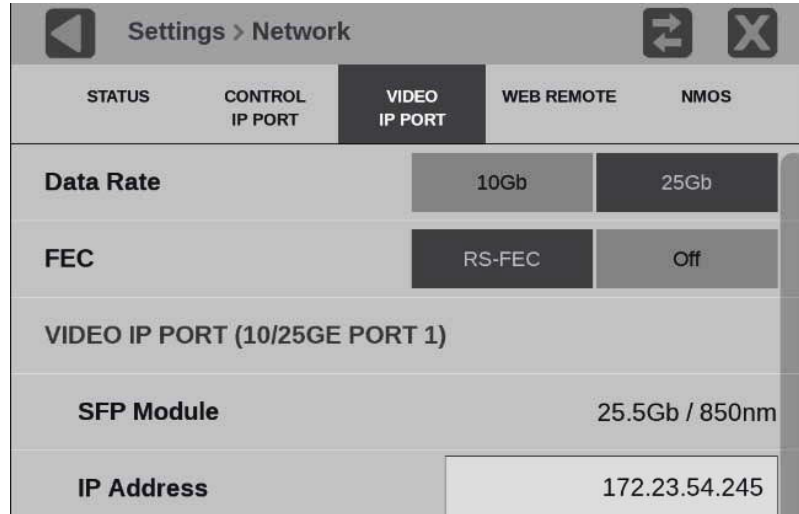 Settings > Network
STATUS
CONTROL
IP PORT
VIDEO
IP PORT
WEB REMOTE
NMOS
Data Rate
10Gb
25Gb
FEC
RS-FEC
Off
VIDEO IP PORT (10/25GE PORT 1)
SFP Module
25.5Gb / 850nm
IP Address
172.23.54.245